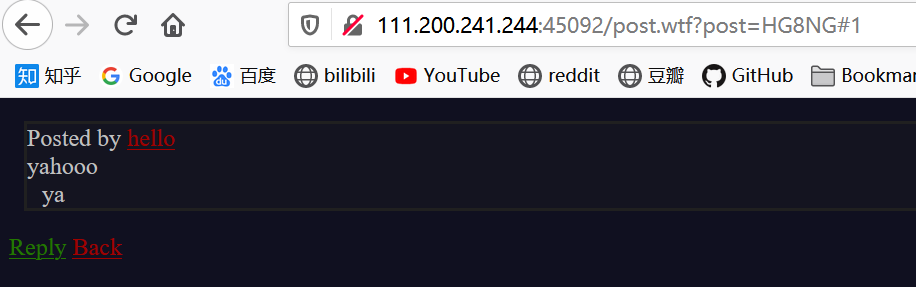 111.200.241.244:45092/post.wtf?post=HG8NG#1
知 知乎 G Google 百度 bilibili YouTube reddit 豆瓣 GitHub Bookmar
Posted by hello
yahooo
ya
Reply Back